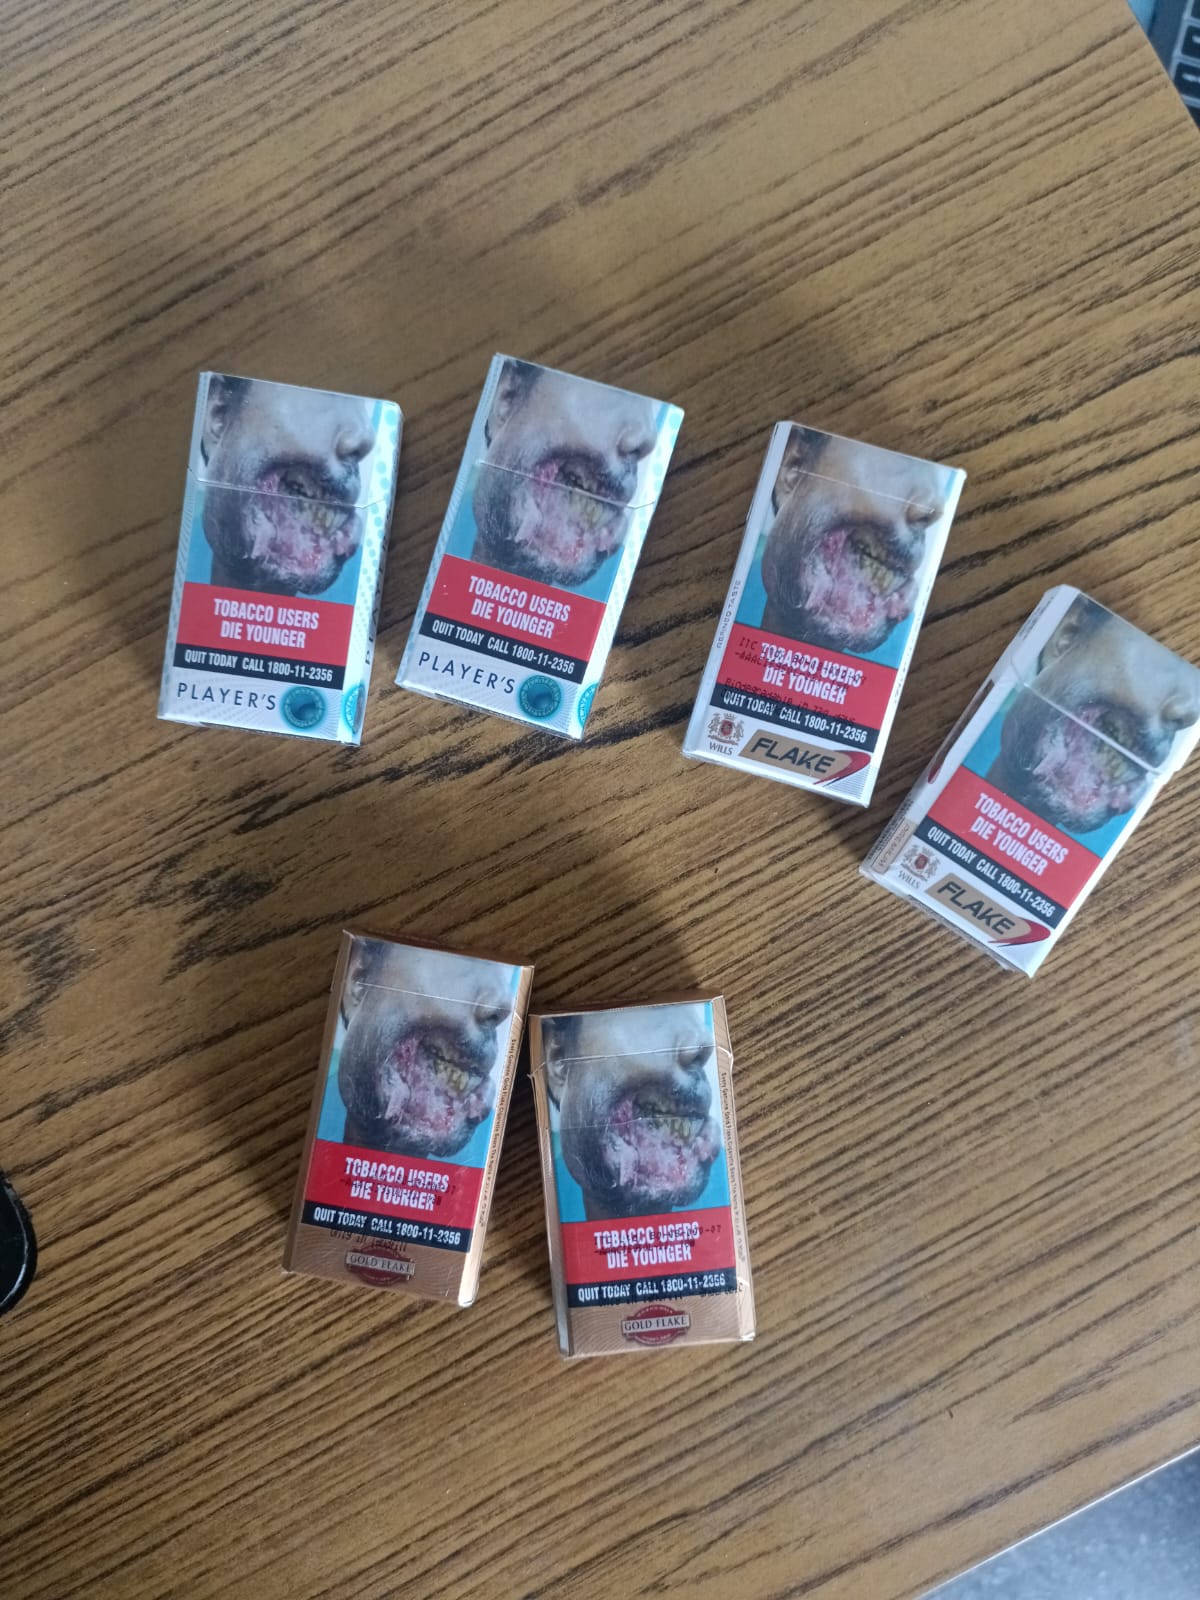 TOBACCO USERS
DIE YOUNGER
QUIT TODAY CALL 1800-11-2356
PLAYER'S
TOBACCO USERS
DIE YOUNGER
QUIT TODAY CALL 1800-11-2356
PLAYER'S
REFINED TASTE
TOBACCO USERS
DIE YOUNGER
QUIT TODAY CALL 1800-11-2356
WILLS
FLAKE
TOBACCO USERS
DIE YOUNGER
QUIT TODAY CALL 1800-11-2356
WILLS
FLAKE
TOBACCO USERS
DIE YOUNGER
QUIT TODAY CALL 1800-11-2356
GOLD FLAKE
TOBACCO USERS
DIE YOUNGER
QUIT TODAY CALL 1800-11-2356
GOLD FLAKE